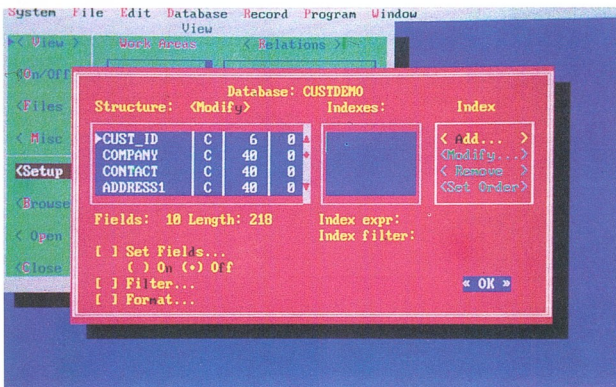 System File Edit Database Record Program Window
View
< View > Work Areas < Relations >
<On/Off
<Files
< Misc
<Setup
<Browse
< Open
<Close
Database: CUSTDEMO
Structure: <Modify> Indexes: Index
CUST_ID C 6 0
COMPANY C 40 0
CONTACT C 40 0
ADDRESS1 C 40 0
< Add... >
<Modify...>
< Remove >
<Set Order>
Fields: 10 Length: 218
Index expr:
Index filter:
[ ] Set Fields...
( ) On (•) Off
[ ] Filter...
[ ] Format...
« OK »